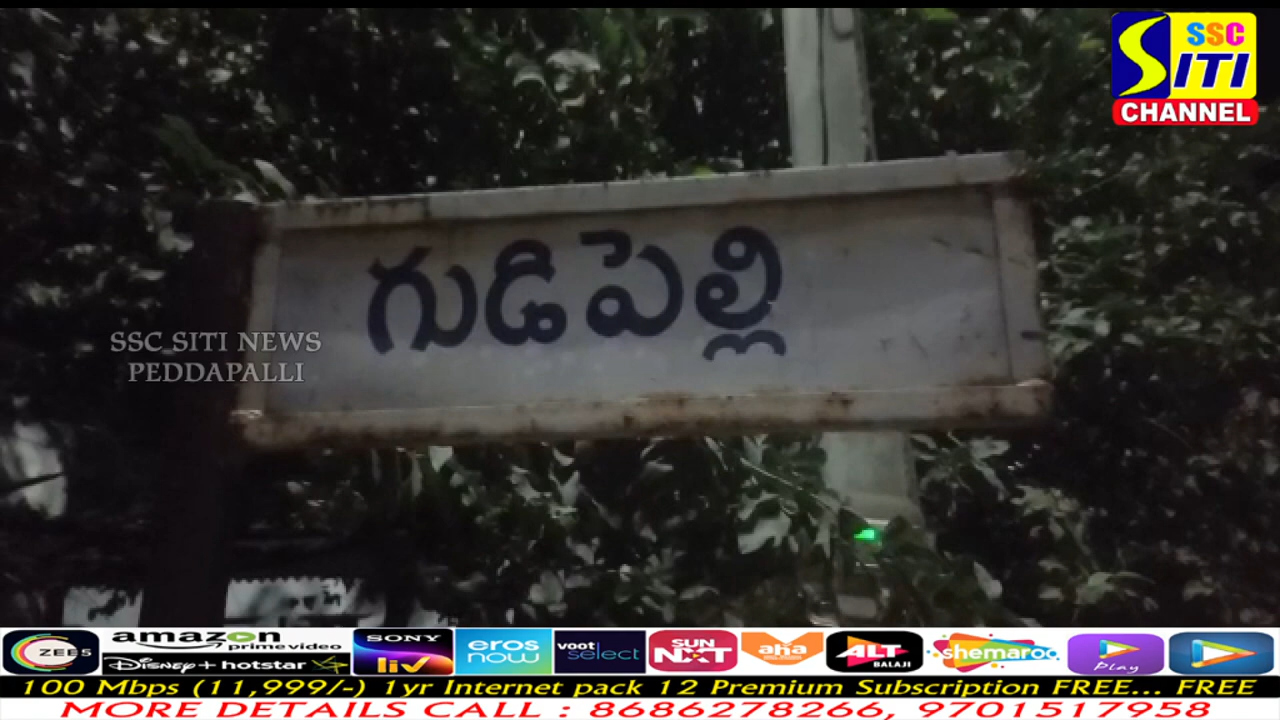 SSC
SITI
CHANNEL
గుడిపెల్లి
SSC SITI NEWS
PEDDAPALLI
ZEE5
amazon
prime video
Disney+ hotstar
SONY
liv
eros
now
voot
select
SUN
NXT
aha
ALT
BALAJI
shemaroo
Play
100 Mbps (11,999/-) 1yr Internet pack 12 Premium Subscription FREE... FREE
MORE DETAILS CALL : 8686278266, 9701517958